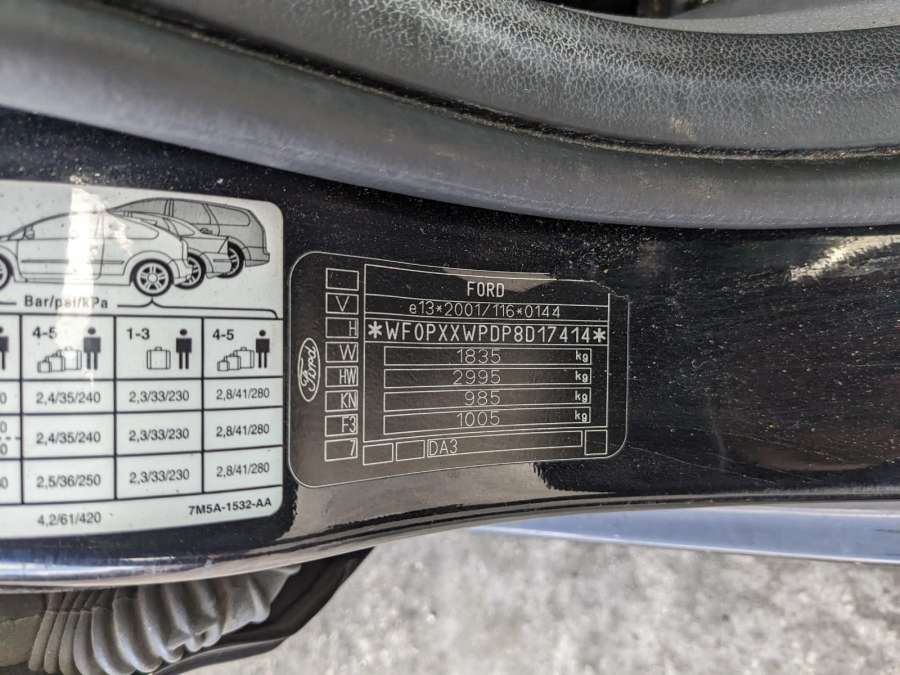 Bar/psi/kPa
4-5 1-3 4-5
0 2,4/35/240 2,3/33/230 2,8/41/280
2,4/35/240 2,3/33/230 2,8/41/280
2,5/36/250 2,3/33/230 2,8/41/280
4,2/61/420
7M5A-1532-AA
Ford
FORD
V e13*2001/116*0144
H *WF0PXXWPDP8D17414*
W 1835 kg
HW 2995 kg
KN 985 kg
F3 1005 kg
7 DA3